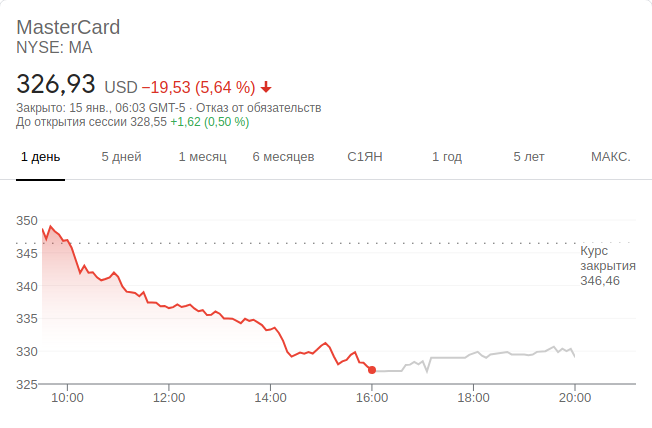 MasterCard
NYSE: MA
326,93 USD −19,53 (5,64 %)
Закрыто: 15 янв., 06:03 GMT-5 · Отказ от обязательств
До открытия сессии 328,55 +1,62 (0,50 %)
1 день 5 дней 1 месяц 6 месяцев С1ЯН 1 год 5 лет МАКС.
350
345
340
335
330
325
Курс
закрытия
346,46
10:00 12:00 14:00 16:00 18:00 20:00